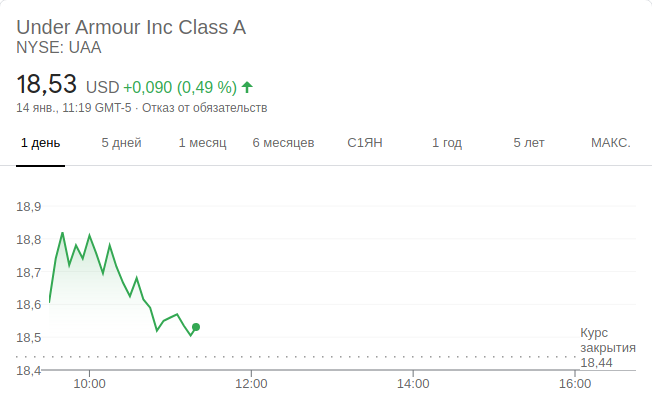 Under Armour Inc Class A
NYSE: UAA
18,53 USD +0,090 (0,49 %)
14 янв., 11:19 GMT-5 · Отказ от обязательств
1 день 5 дней 1 месяц 6 месяцев С1ЯН 1 год 5 лет МАКС.
18,9
18,8
18,7
18,6
18,5
18,4
Курс
закрытия
18,44
10:00 12:00 14:00 16:00